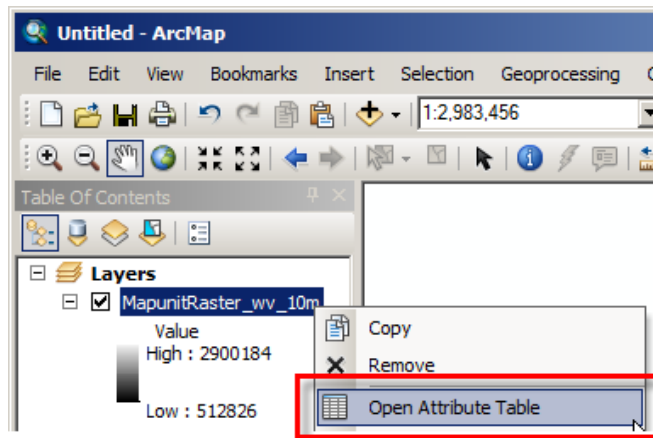 Untitled - ArcMap
File Edit View Bookmarks Insert Selection Geoprocessing
1:2,983,456
Table Of Contents
Layers
MapunitRaster_wv_10m
Value
High : 2900184
Low : 512826
Copy
Remove
Open Attribute Table